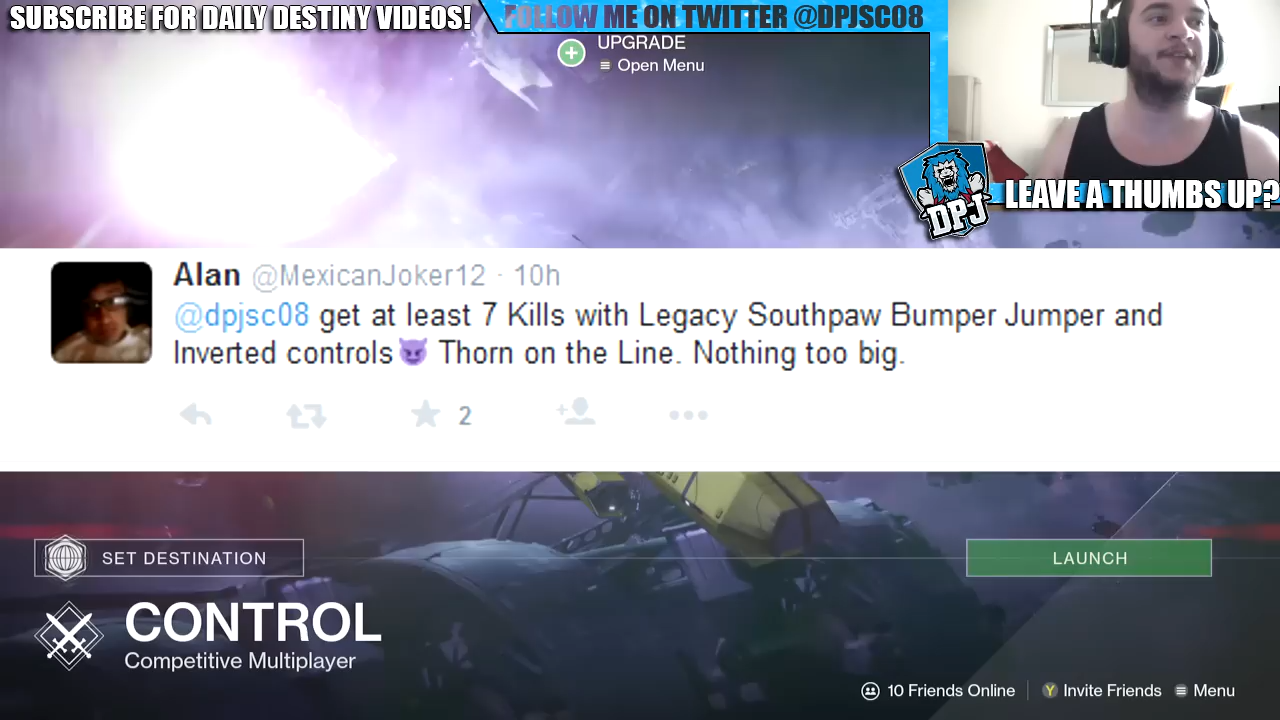 SUBSCRIBE FOR DAILY DESTINY VIDEOS!
FOLLOW ME ON TWITTER @DPJSC08
UPGRADE
Open Menu
DPJ
LEAVE A THUMBS UP?
Alan @MexicanJoker12 · 10h
@dpjsc08 get at least 7 Kills with Legacy Southpaw Bumper Jumper and
Inverted controls😈 Thorn on the Line. Nothing too big.
2
SET DESTINATION
LAUNCH
CONTROL
Competitive Multiplayer
10 Friends Online
Y Invite Friends
Menu